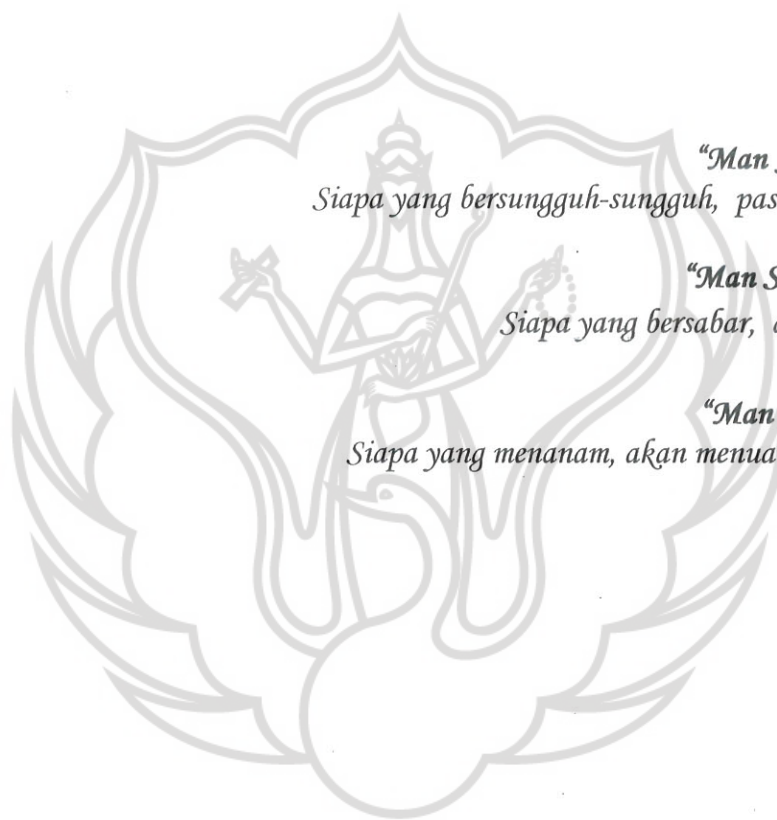 “Man
Siapa yang bersungguh-sungguh, pas
“Man S
Siapa yang bersabar,
“Man
Siapa yang menanam, akan menua